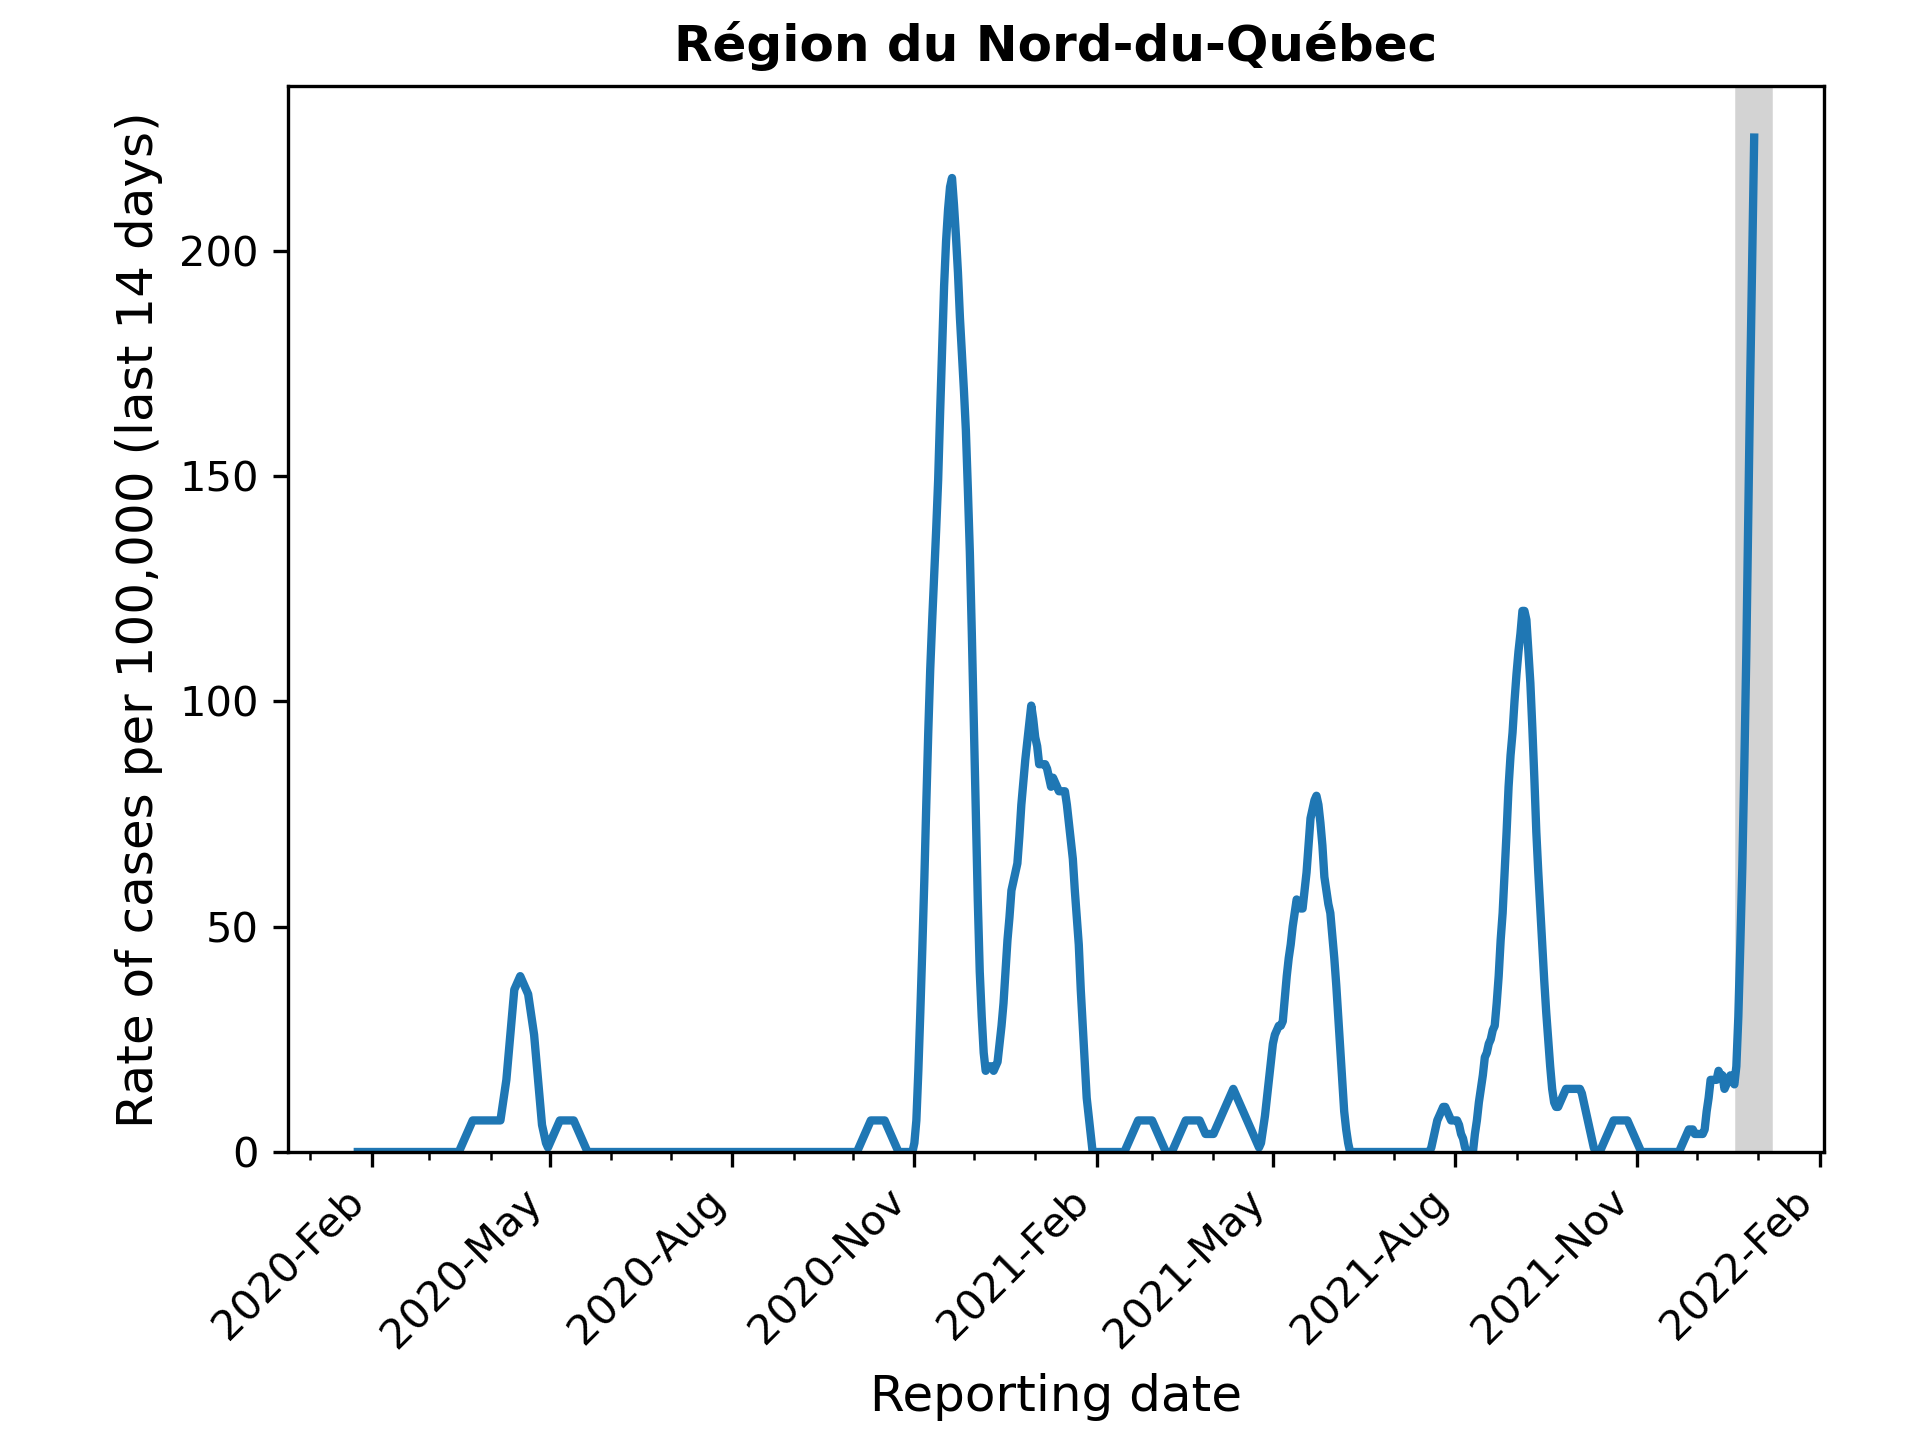 Région du Nord-du-Québec
Rate of cases per 100,000 (last 14 days)
200
150
100
50
0
2020-Feb
2020-May
2020-Aug
2020-Nov
2021-Feb
2021-May
2021-Aug
2021-Nov
2022-Feb
Reporting date